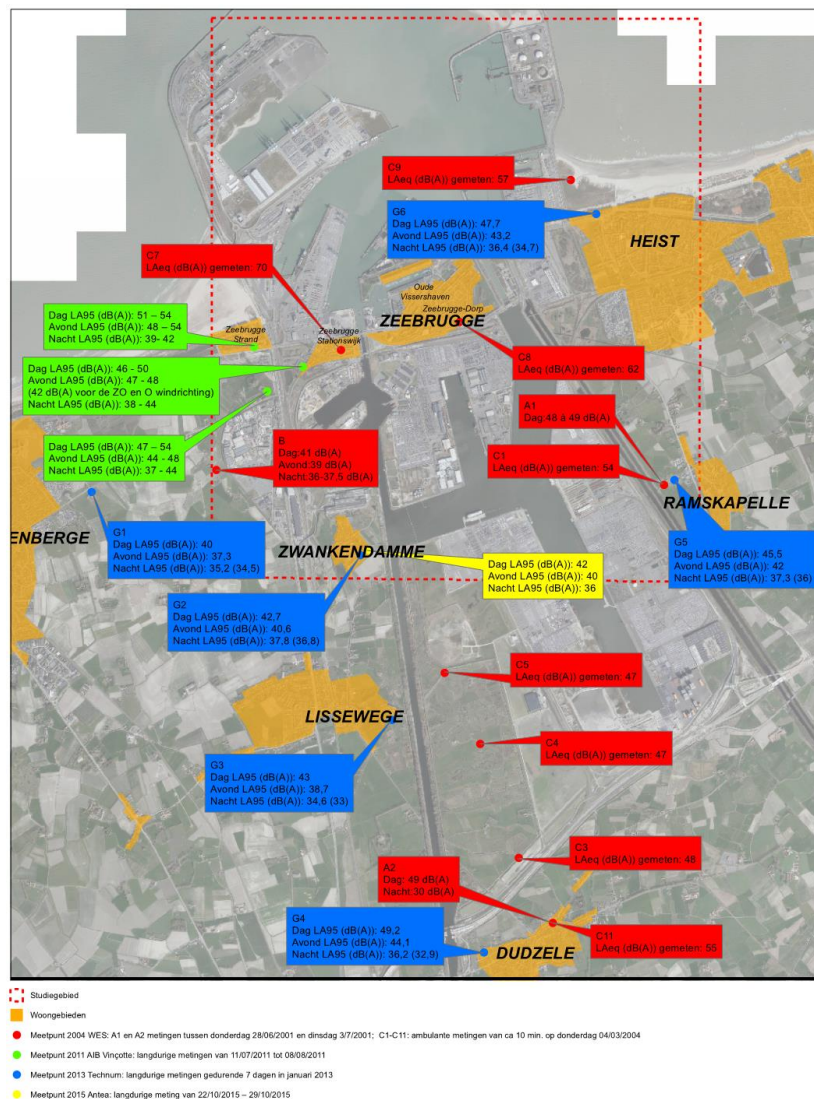 C9
LAeq (dB(A)) gemeten: 57
G6
Dag LA95 (dB(A)): 47,7
Avond LA95 (dB(A)): 43,2
Nacht LA95 (dB(A)): 36,4 (34,7)
HEIST
C7
LAeq (dB(A)) gemeten: 70
Oude
Vissershaven
Zeebrugge-Dorp
ZEEBRUGGE
Zeebrugge
Strand
Zeebrugge
Stationswijk
Dag LA95 (dB(A)): 51 – 54
Avond LA95 (dB(A)): 48 – 54
Nacht LA95 (dB(A)): 39- 42
Dag LA95 (dB(A)): 46 - 50
Avond LA95 (dB(A)): 47 - 48
(42 dB(A) voor de ZO en O windrichting)
Nacht LA95 (dB(A)): 38 - 44
C8
LAeq (dB(A)) gemeten: 62
A1
Dag:48 à 49 dB(A)
Dag LA95 (dB(A)): 47 – 54
Avond LA95 (dB(A)): 44 - 48
Nacht LA95 (dB(A)): 37 - 44
B
Dag:41 dB(A)
Avond:39 dB(A)
Nacht:36-37,5 dB(A)
C1
LAeq (dB(A)) gemeten: 54
RAMSKAPELLE
ENBERGE
G1
Dag LA95 (dB(A)): 40
Avond LA95 (dB(A)): 37,3
Nacht LA95 (dB(A)): 35,2 (34,5)
ZWANKENDAMME
Dag LA95 (dB(A)): 42
Avond LA95 (dB(A)): 40
Nacht LA95 (dB(A)): 36
G5
Dag LA95 (dB(A)): 45,5
Avond LA95 (dB(A)): 42
Nacht LA95 (dB(A)): 37,3 (36)
G2
Dag LA95 (dB(A)): 42,7
Avond LA95 (dB(A)): 40,6
Nacht LA95 (dB(A)): 37,8 (36,8)
C5
LAeq (dB(A)) gemeten: 47
LISSEWEGE
C4
LAeq (dB(A)) gemeten: 47
G3
Dag LA95 (dB(A)): 43
Avond LA95 (dB(A)): 38,7
Nacht LA95 (dB(A)): 34,6 (33)
C3
LAeq (dB(A)) gemeten: 48
A2
Dag: 49 dB(A)
Nacht:30 dB(A)
G4
Dag LA95 (dB(A)): 49,2
Avond LA95 (dB(A)): 44,1
Nacht LA95 (dB(A)): 36,2 (32,9)
C11
LAeq (dB(A)) gemeten: 55
DUDZELE
Studiegebied
Woongebieden
Meetpunt 2004 WES: A1 en A2 metingen tussen donderdag 28/06/2001 en dinsdag 3/7/2001; C1-C11: ambulante metingen van ca 10 min. op donderdag 04/03/2004
Meetpunt 2011 AIB Vinçotte: langdurige metingen van 11/07/2011 tot 08/08/2011
Meetpunt 2013 Technum: langdurige metingen gedurende 7 dagen in januari 2013
Meetpunt 2015 Antea: langdurige meting van 22/10/2015 – 29/10/2015